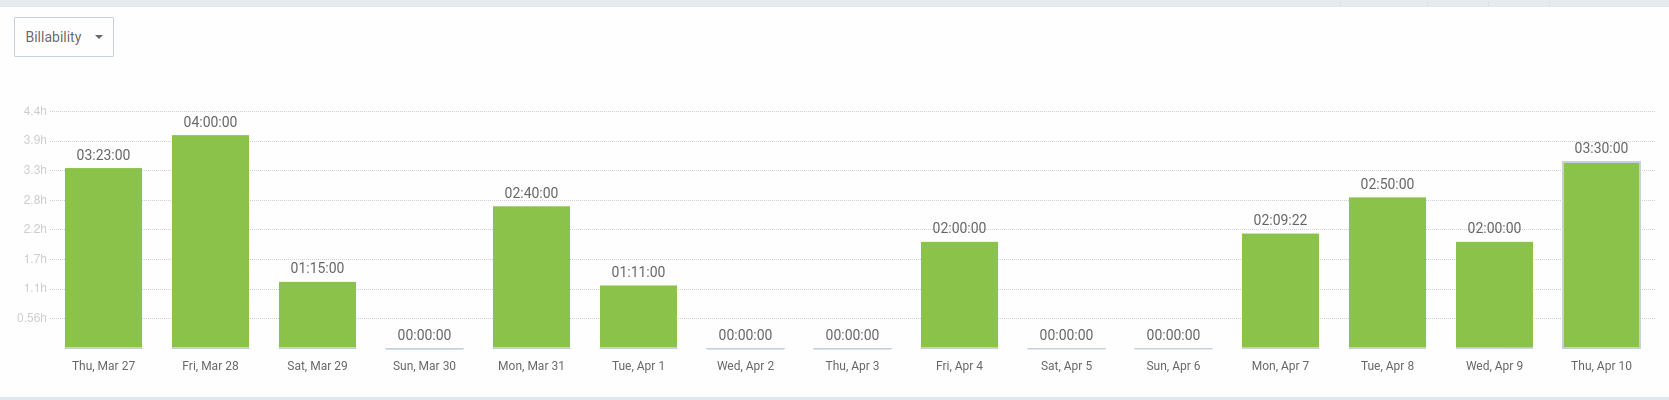 Billability
4.4h
3.9h
3.3h
2.8h
2.2h
1.7h
1.1h
0.56h
03:23:00
04:00:00
01:15:00
00:00:00
02:40:00
01:11:00
00:00:00
00:00:00
02:00:00
00:00:00
00:00:00
02:09:22
02:50:00
02:00:00
03:30:00
Thu, Mar 27
Fri, Mar 28
Sat, Mar 29
Sun, Mar 30
Mon, Mar 31
Tue, Apr 1
Wed, Apr 2
Thu, Apr 3
Fri, Apr 4
Sat, Apr 5
Sun, Apr 6
Mon, Apr 7
Tue, Apr 8
Wed, Apr 9
Thu, Apr 10